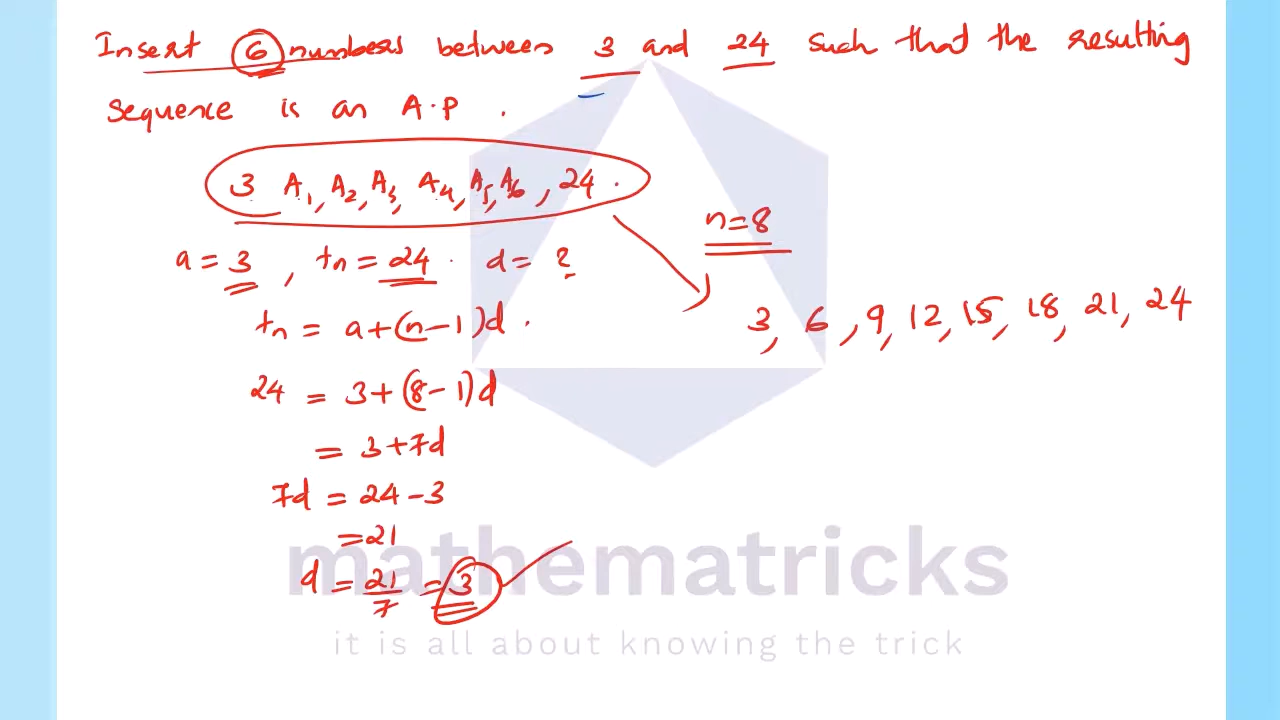 Insert 6 numbers between 3 and 24 such that the resulting
sequence is an A.P.
3 A1, A2, A3, A4, A5, A6, 24.
n=8
a = 3, tn = 24. d = ?
tn = a+(n-1)d.
3, 6, 9, 12, 15, 18, 21, 24
24 = 3+(8-1)d
= 3+7d
7d = 24-3
=21
d = 21/7 = 3
mathematricks
it is all about knowing the trick